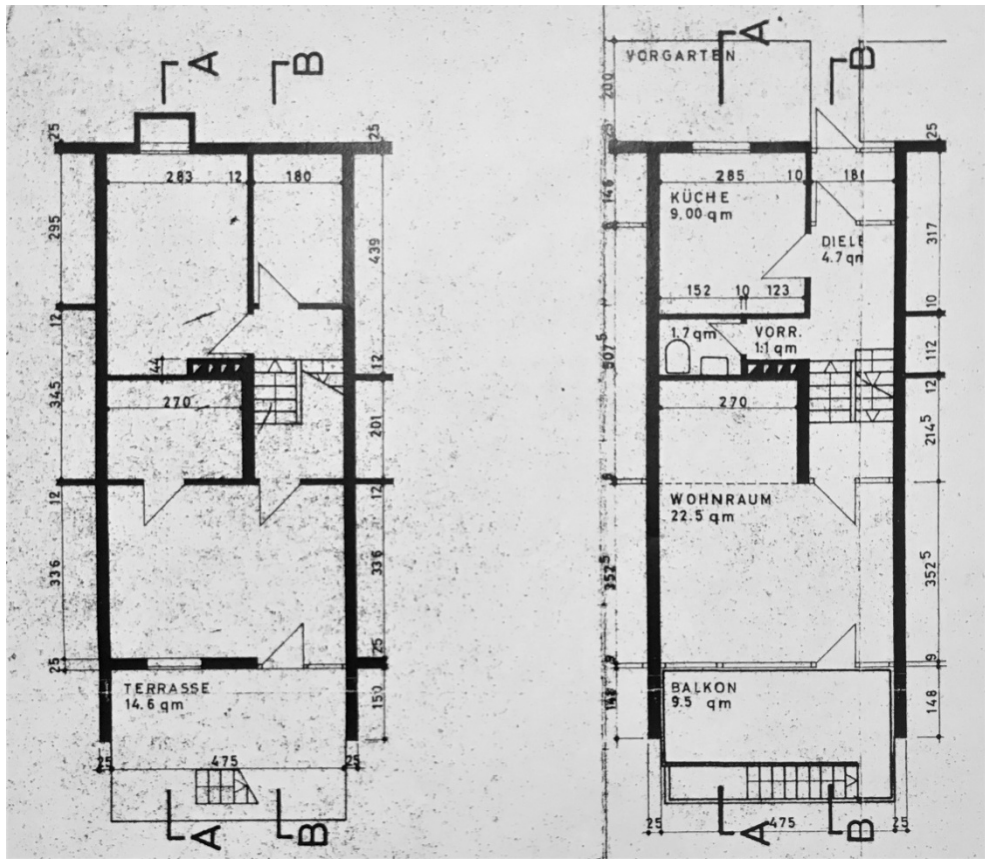 A
B
25
283
12
180
295
439
12
44
12
345
270
201
12
12
336
336
25
25
TERRASSE
14.6 qm
150
25
475
25
A
B
A
B
VORGARTEN
200
25
25
285
10
146
KÜCHE
9.00 qm
317
DIELE
4.7 qm
152
10
123
10
1.7 qm
VORR.
1.1 qm
112
12
270
2145
WOHNRAUM
22.5 qm
3525
3525
9
BALKON
9.5 qm
148
148
25
475
25
A
B